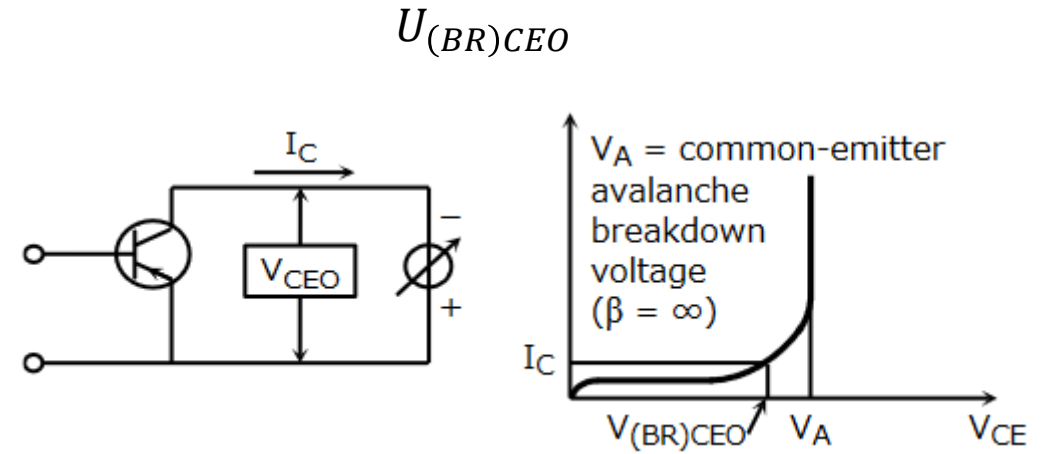 U(BR)CEO
IC
VCEO
−
+
VA = common-emitter
avalanche
breakdown
voltage
(β = ∞)
IC
V(BR)CEO
VA
VCE